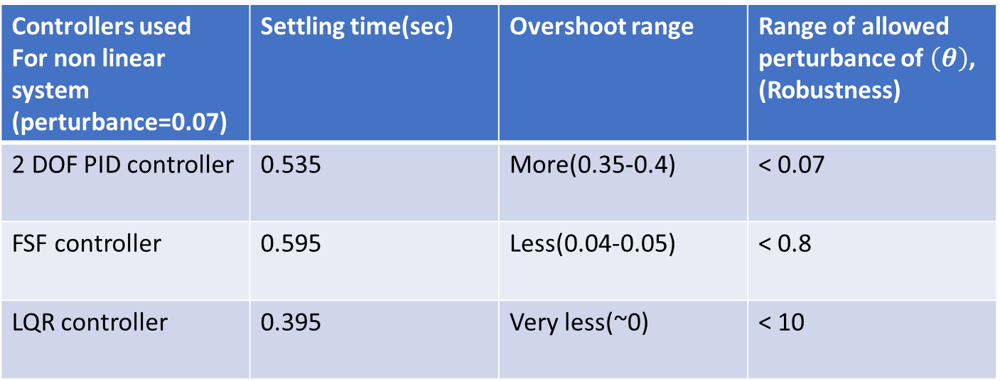 Controllers used
For non linear
system
(perturbance=0.07)
Settling time(sec)
Overshoot range
Range of allowed
perturbance of (θ),
(Robustness)
2 DOF PID controller
0.535
More(0.35-0.4)
< 0.07
FSF controller
0.595
Less(0.04-0.05)
< 0.8
LQR controller
0.395
Very less(~0)
< 10